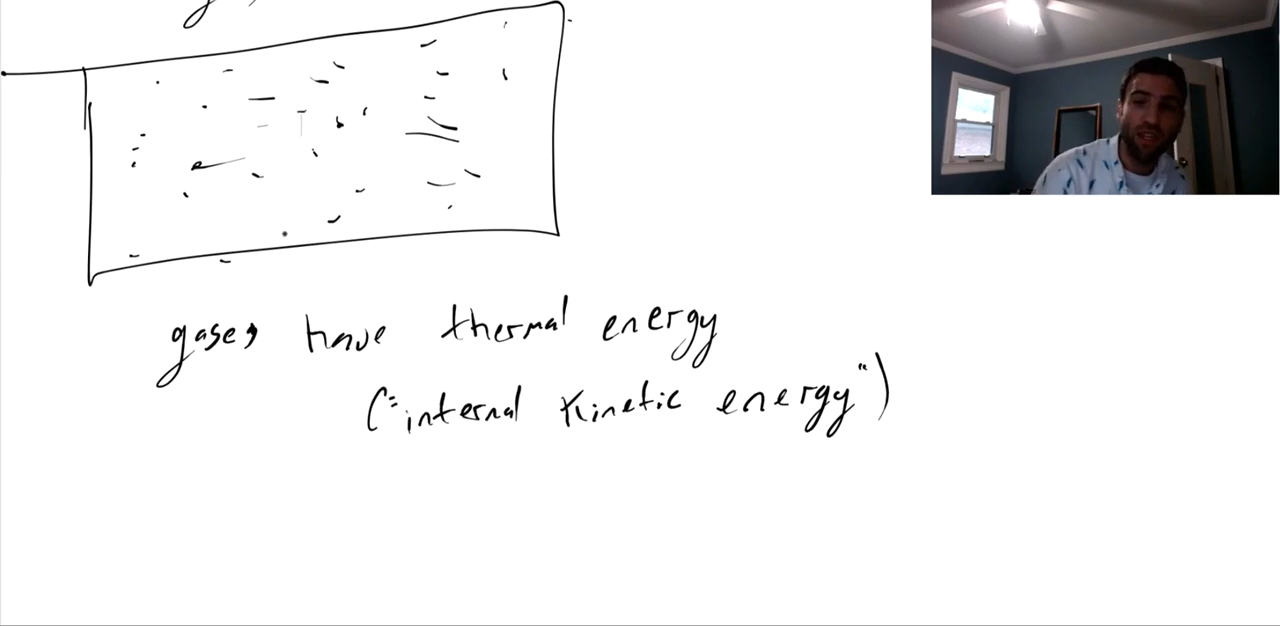 gases have thermal energy
("internal kinetic energy")